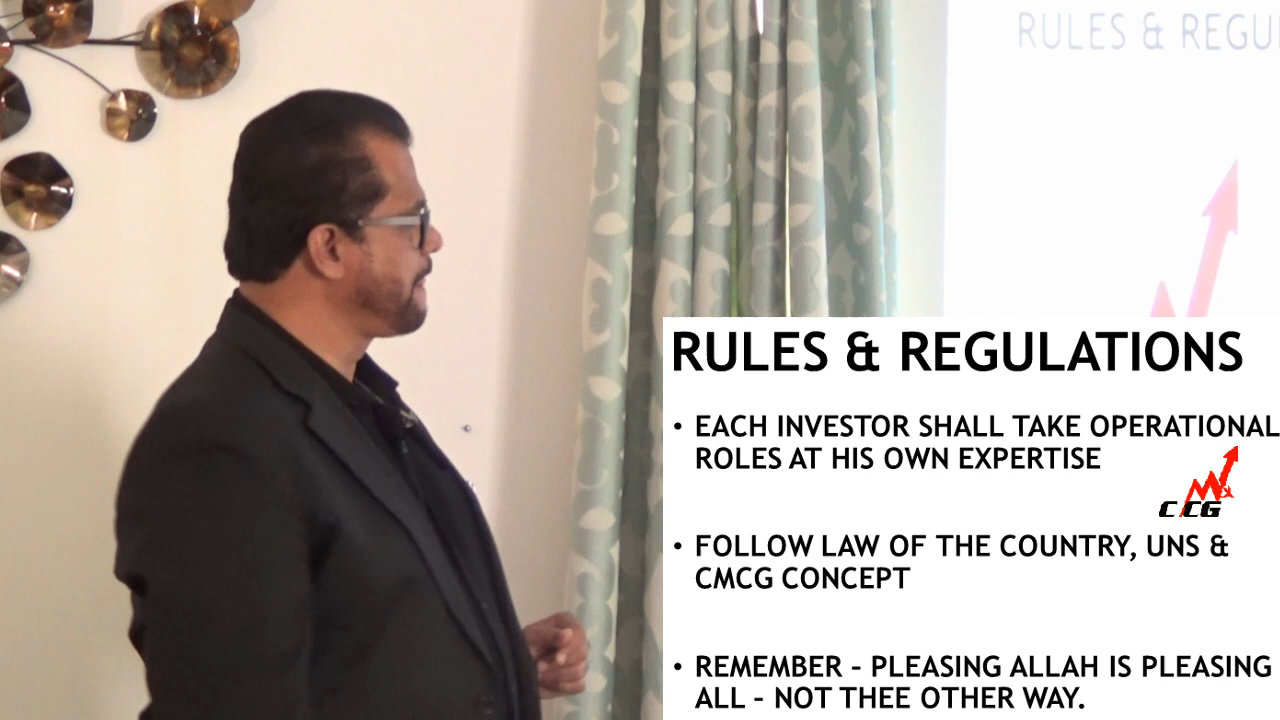 RULES & REGU
RULES & REGULATIONS
• EACH INVESTOR SHALL TAKE OPERATIONAL
ROLES AT HIS OWN EXPERTISE
C CG
• FOLLOW LAW OF THE COUNTRY, UNS &
CMCG CONCEPT
• REMEMBER - PLEASING ALLAH IS PLEASING
ALL - NOT THEE OTHER WAY.